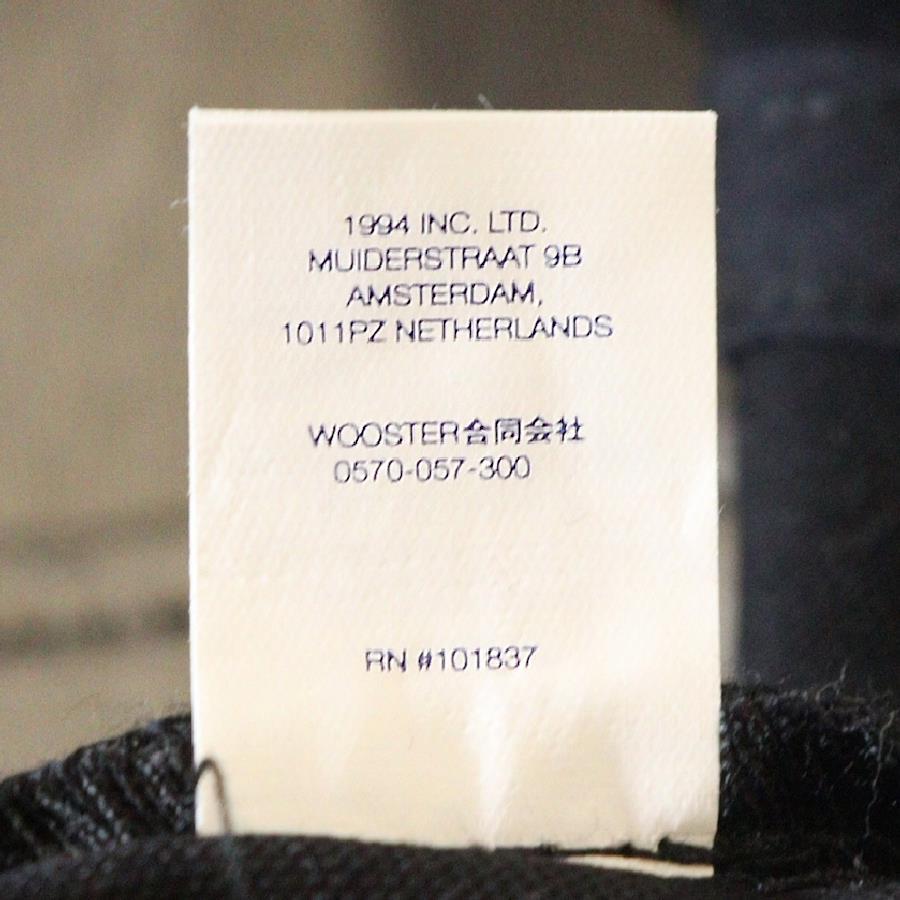 1994 INC. LTD.
MUIDERSTRAAT 9B
AMSTERDAM,
1011PZ NETHERLANDS
WOOSTER合同会社
0570-057-300
RN #101837